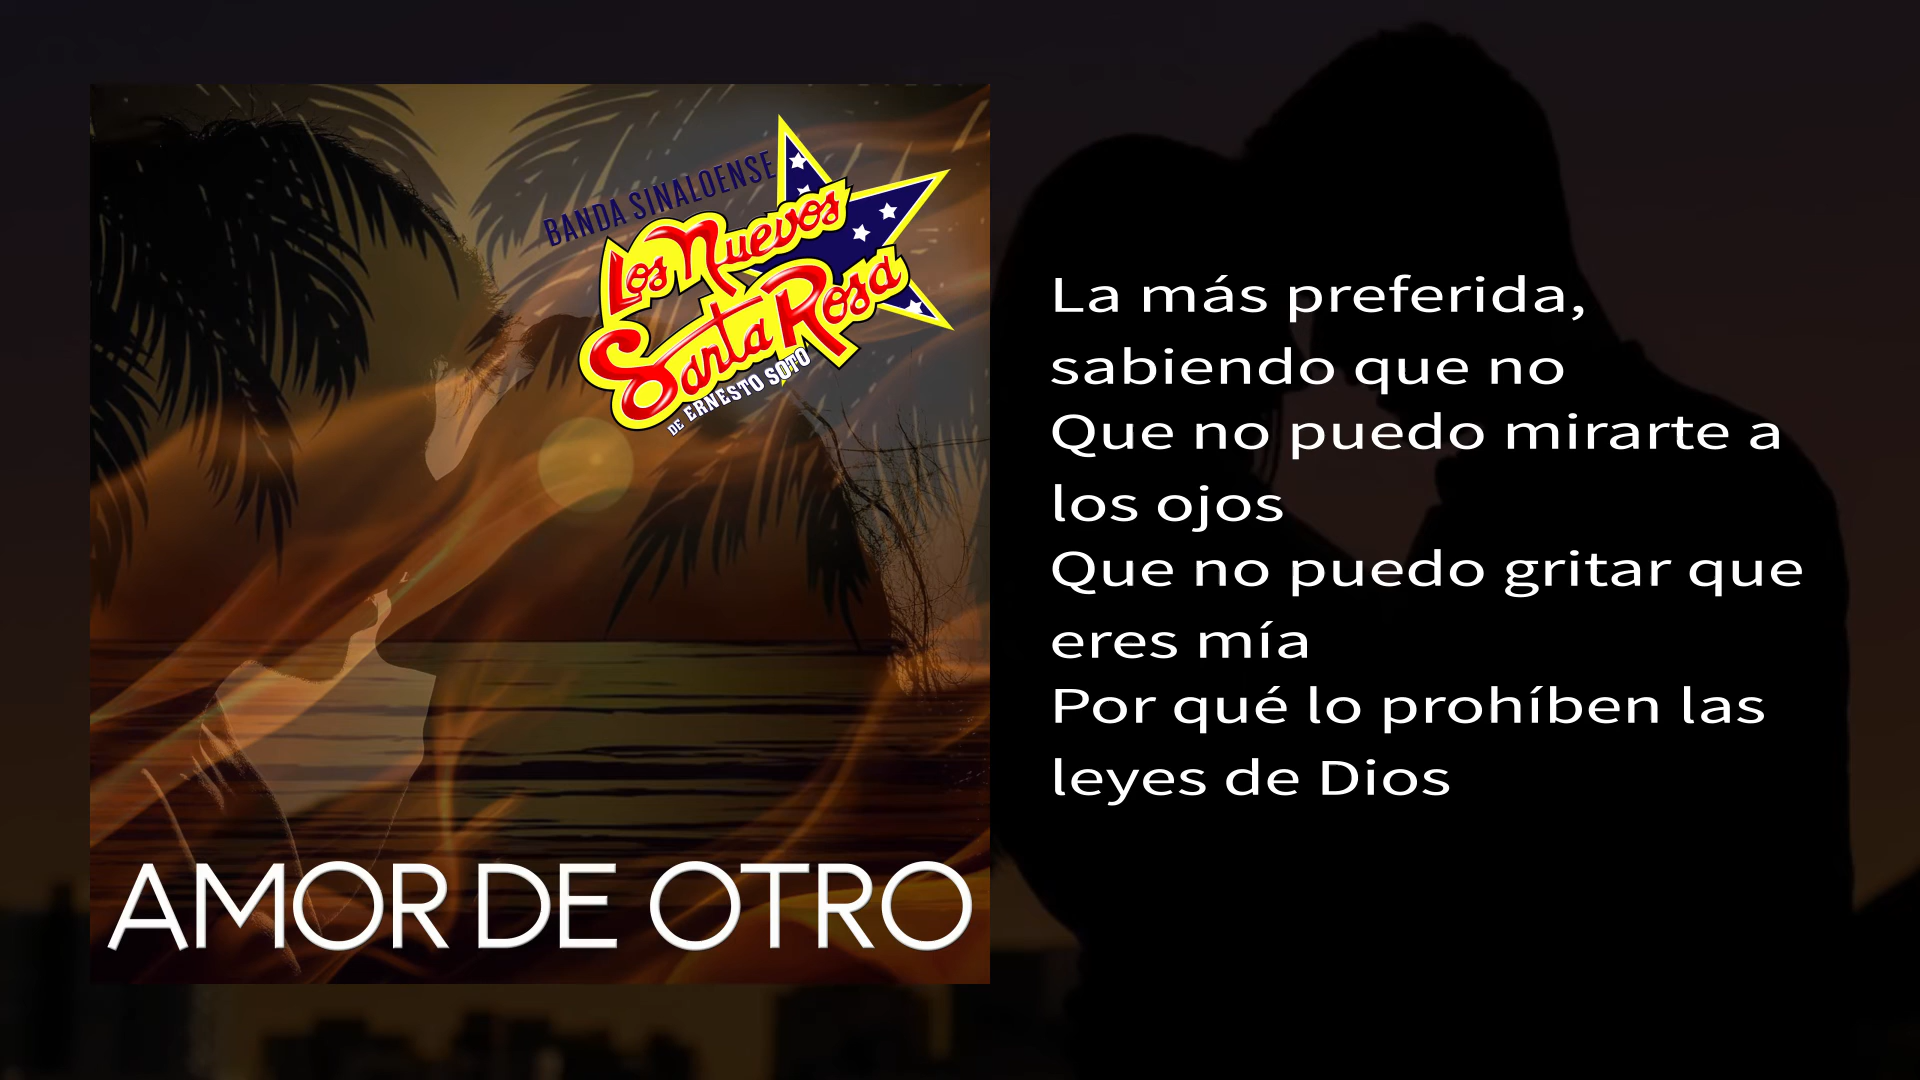 BANDA SINALOENSE
Los Nuevos
Santa Rosa
DE ERNESTO SOTO
AMOR DE OTRO
La más preferida,
sabiendo que no
Que no puedo mirarte a
los ojos
Que no puedo gritar que
eres mía
Por qué lo prohíben las
leyes de Dios